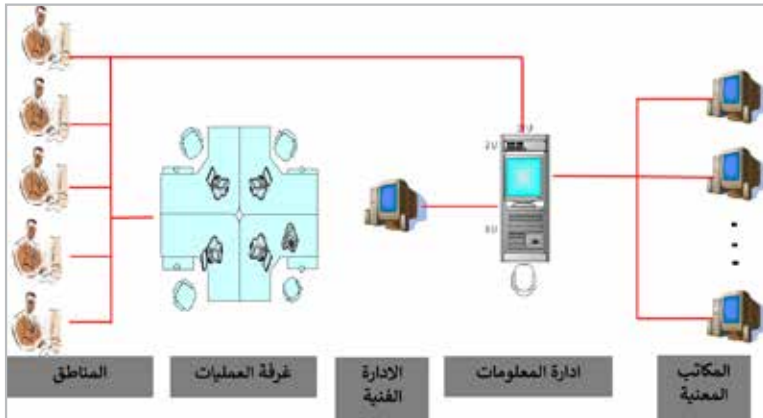 المناطق
غرفة العمليات
الادارة
الفنية
ادارة المعلومات
المكاتب
المعنية